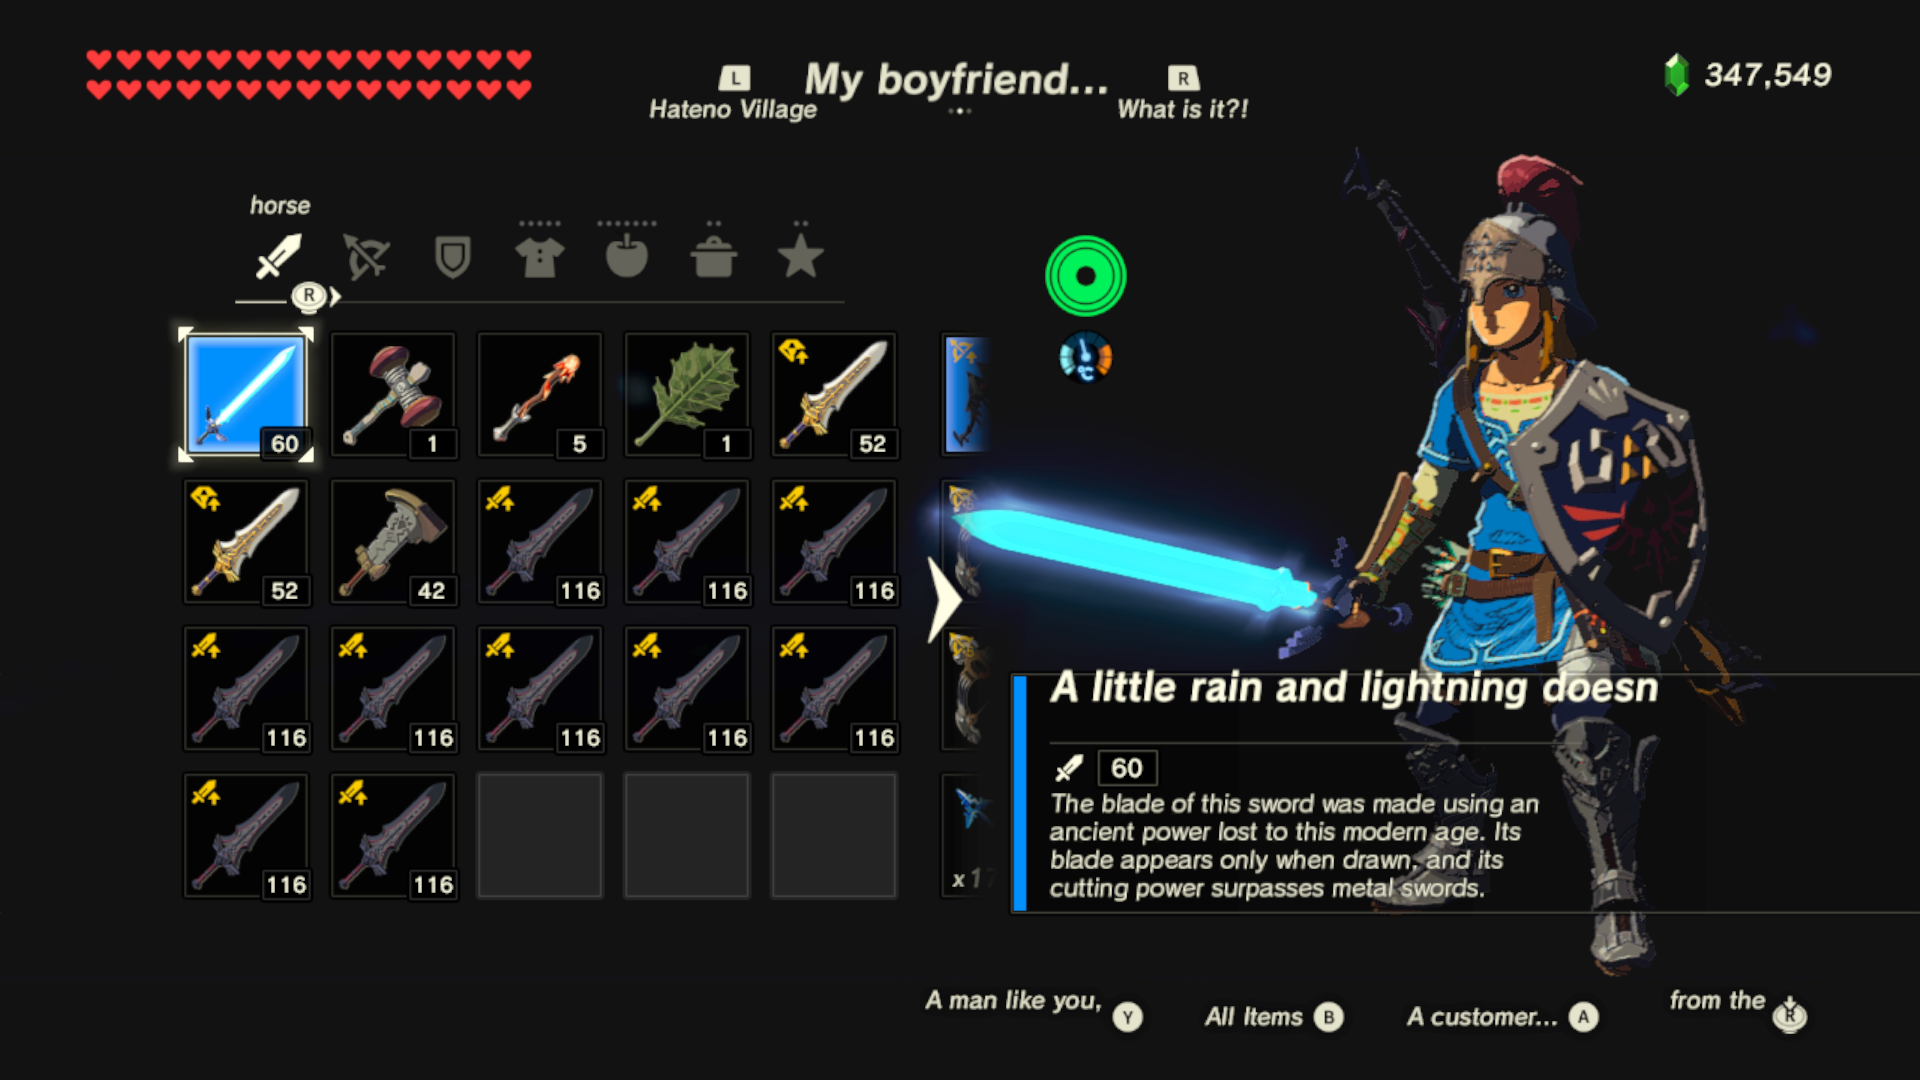 L
My boyfriend...
R
347,549
Hateno Village
What is it?!
horse
R
60
1
5
1
52
52
42
116
116
116
116
116
116
116
116
116
116
x17
°C
A little rain and lightning doesn
60
The blade of this sword was made using an
ancient power lost to this modern age. Its
blade appears only when drawn, and its
cutting power surpasses metal swords.
A man like you,
Y
All Items
B
A customer...
A
from the
R